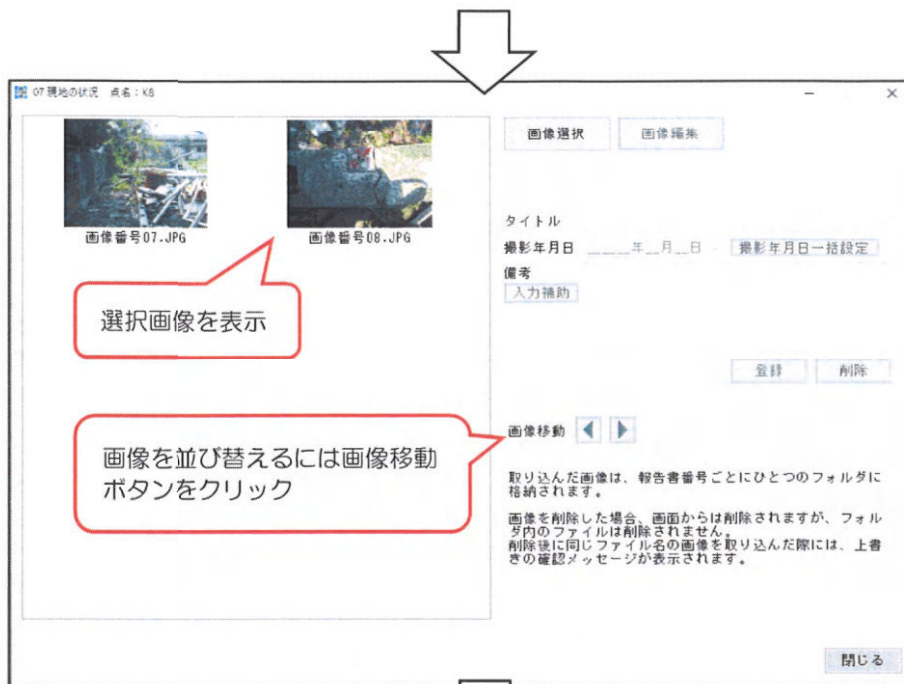 07 現地の状況　点名：K8
画像番号07.JPG
画像番号08.JPG
選択画像を表示
画像を並び替えるには画像移動
ボタンをクリック
画像選択
画像編集
タイトル
撮影年月日 ____年__月__日
撮影年月日一括設定
備考
入力補助
登録
削除
画像移動
取り込んだ画像は、報告書番号ごとにひとつのフォルダに
格納されます。
画像を削除した場合、画面からは削除されますが、フォル
ダ内のファイルは削除されません。
削除後に同じファイル名の画像を取り込んだ際には、上書
きの確認メッセージが表示されます。
閉じる